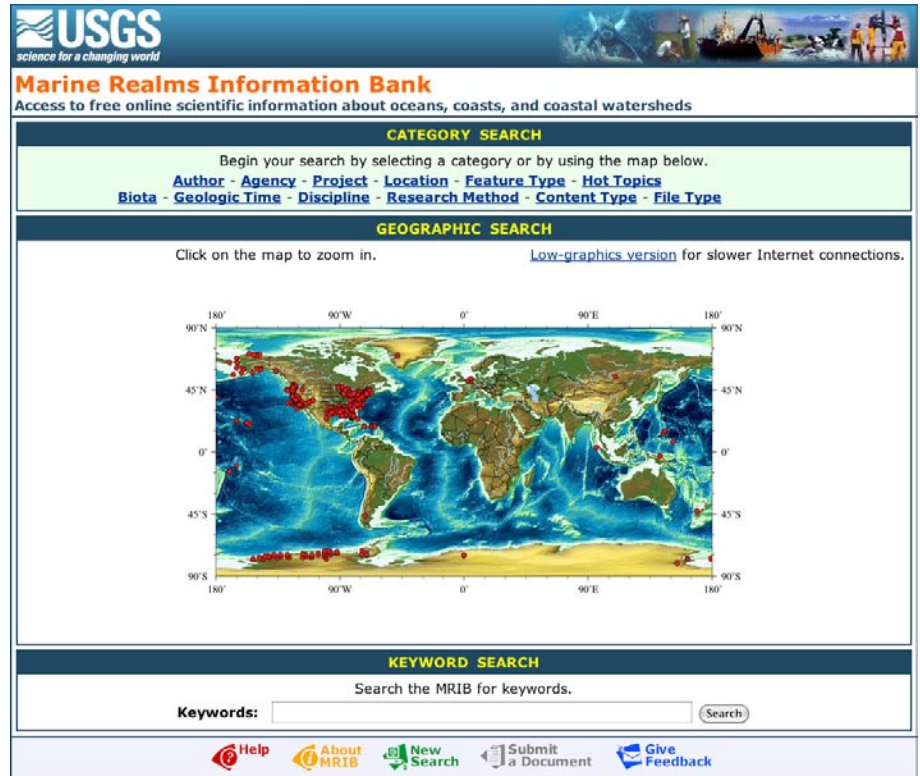 USGS
science for a changing world
Marine Realms Information Bank
Access to free online scientific information about oceans, coasts, and coastal watersheds
CATEGORY SEARCH
Begin your search by selecting a category or by using the map below.
Author - Agency - Project - Location - Feature Type - Hot Topics
Biota - Geologic Time - Discipline - Research Method - Content Type - File Type
GEOGRAPHIC SEARCH
Click on the map to zoom in. Low-graphics version for slower Internet connections.
180˚ 90˚W 0˚ 90˚E 180˚
90˚N 90˚N
45˚N 45˚N
0˚ 0˚
45˚S 45˚S
90˚S 90˚S
180˚ 90˚W 0˚ 90˚E 180˚
KEYWORD SEARCH
Search the MRIB for keywords.
Keywords: Search
Help About MRIB New Search Submit a Document Give Feedback